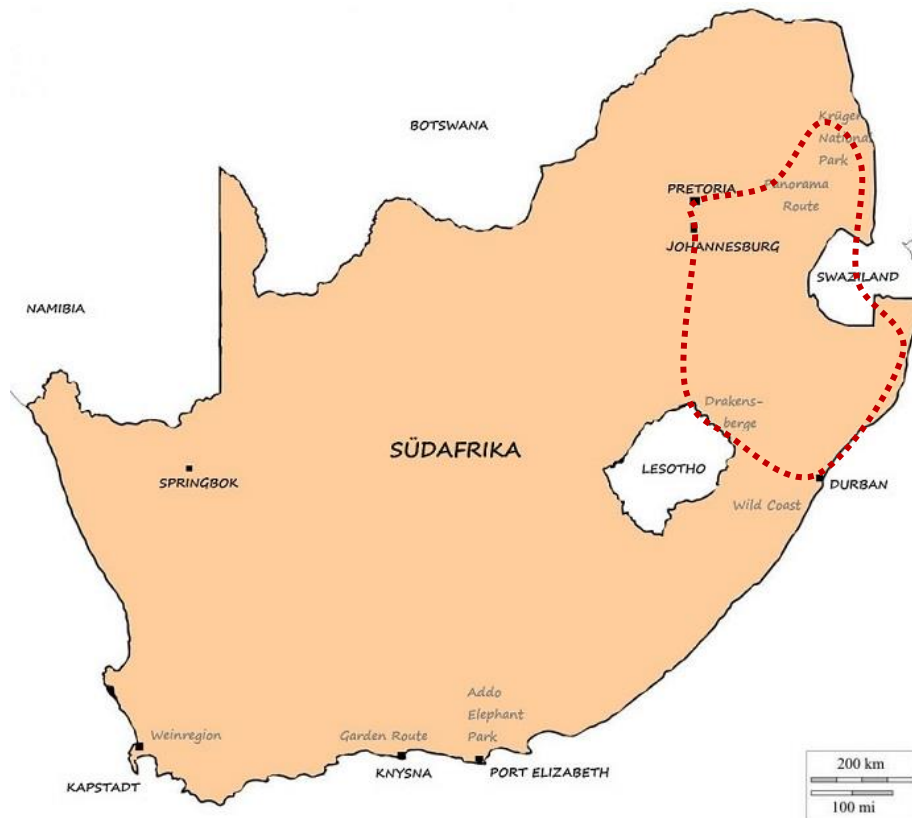 BOTSWANA
Krüger
National
Park
PRETORIA
Panorama
Route
JOHANNESBURG
SWAZILAND
NAMIBIA
Drakens-
berge
SÜDAFRIKA
LESOTHO
SPRINGBOK
DURBAN
Wild Coast
Addo
Elephant
Park
Weinregion
Garden Route
KAPSTADT
KNYSNA
PORT ELIZABETH
200 km
100 mi